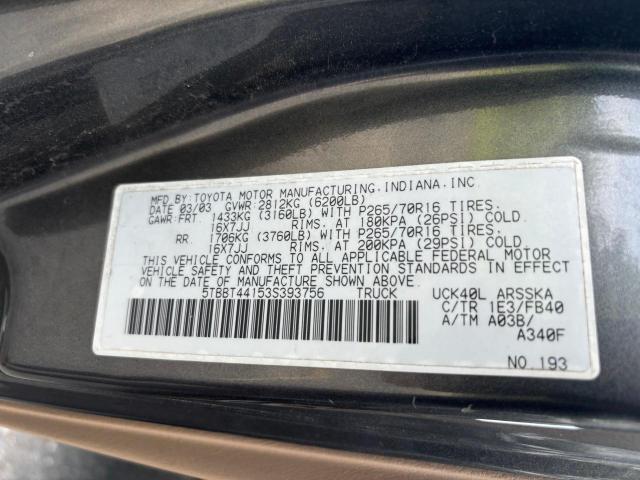 MFD.BY:TOYOTA MOTOR MANUFACTURING,INDIANA,INC.
DATE 03/03 GVWR:2812KG (6200LB)
GAWR:FRT 1433KG (3160LB) WITH P265/70R16 TIRES.
16X7JJ RIMS. AT 180KPA (26PSI) COLD.
RR 1706KG (3760LB) WITH P265/70R16 TIRES.
16X7JJ RIMS. AT 200KPA (29PSI) COLD.
THIS VEHICLE CONFORMS TO ALL APPLICABLE FEDERAL MOTOR
VEHICLE SAFETY AND THEFT PREVENTION STANDARDS IN EFFECT
ON THE DATE OF MANUFACTURE SHOWN ABOVE.
5TBBT44153S393756 TRUCK UCK40L ARSSKA
C/TR 1E3/FB40
A/TM A03B/
A340F
NO.193